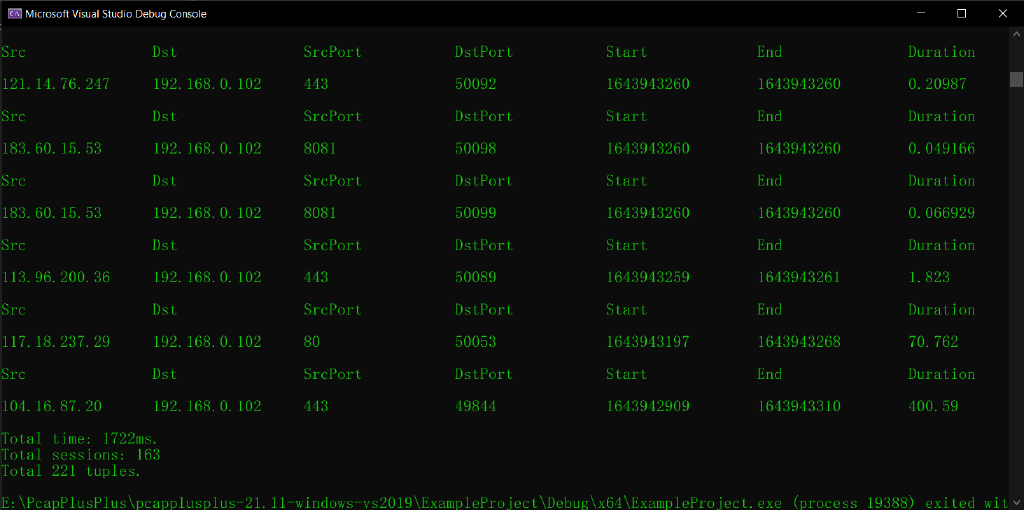 Microsoft Visual Studio Debug Console
Src Dst SrcPort DstPort Start End Duration
121.14.76.247 192.168.0.102 443 50092 1643943260 1643943260 0.20987
Src Dst SrcPort DstPort Start End Duration
183.60.15.53 192.168.0.102 8081 50098 1643943260 1643943260 0.049166
Src Dst SrcPort DstPort Start End Duration
183.60.15.53 192.168.0.102 8081 50099 1643943260 1643943260 0.066929
Src Dst SrcPort DstPort Start End Duration
113.96.200.36 192.168.0.102 443 50089 1643943259 1643943261 1.823
Src Dst SrcPort DstPort Start End Duration
117.18.237.29 192.168.0.102 80 50053 1643943197 1643943268 70.762
Src Dst SrcPort DstPort Start End Duration
104.16.87.20 192.168.0.102 443 49844 1643942909 1643943310 400.59
Total time: 1722ms.
Total sessions: 163
Total 221 tuples.
E:\PcapPlusPlus\pcapplusplus-21.11-windows-vs2019\ExampleProject\Debug\x64\ExampleProject.exe (process 19388) exited wit